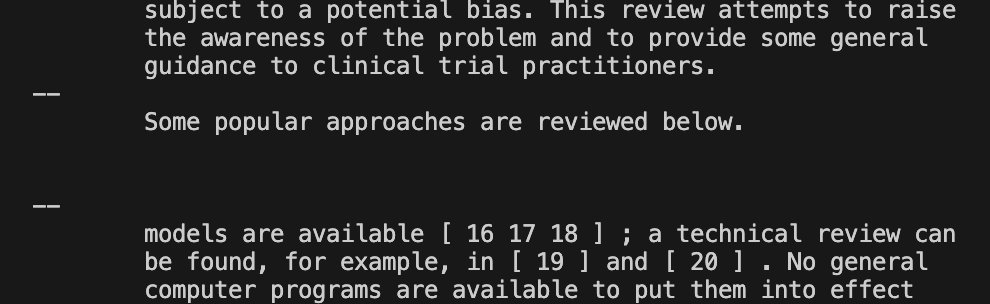 subject to a potential bias. This review attempts to raise
the awareness of the problem and to provide some general
guidance to clinical trial practitioners.
--
Some popular approaches are reviewed below.
--
models are available [ 16 17 18 ] ; a technical review can
be found, for example, in [ 19 ] and [ 20 ] . No general
computer programs are available to put them into effect